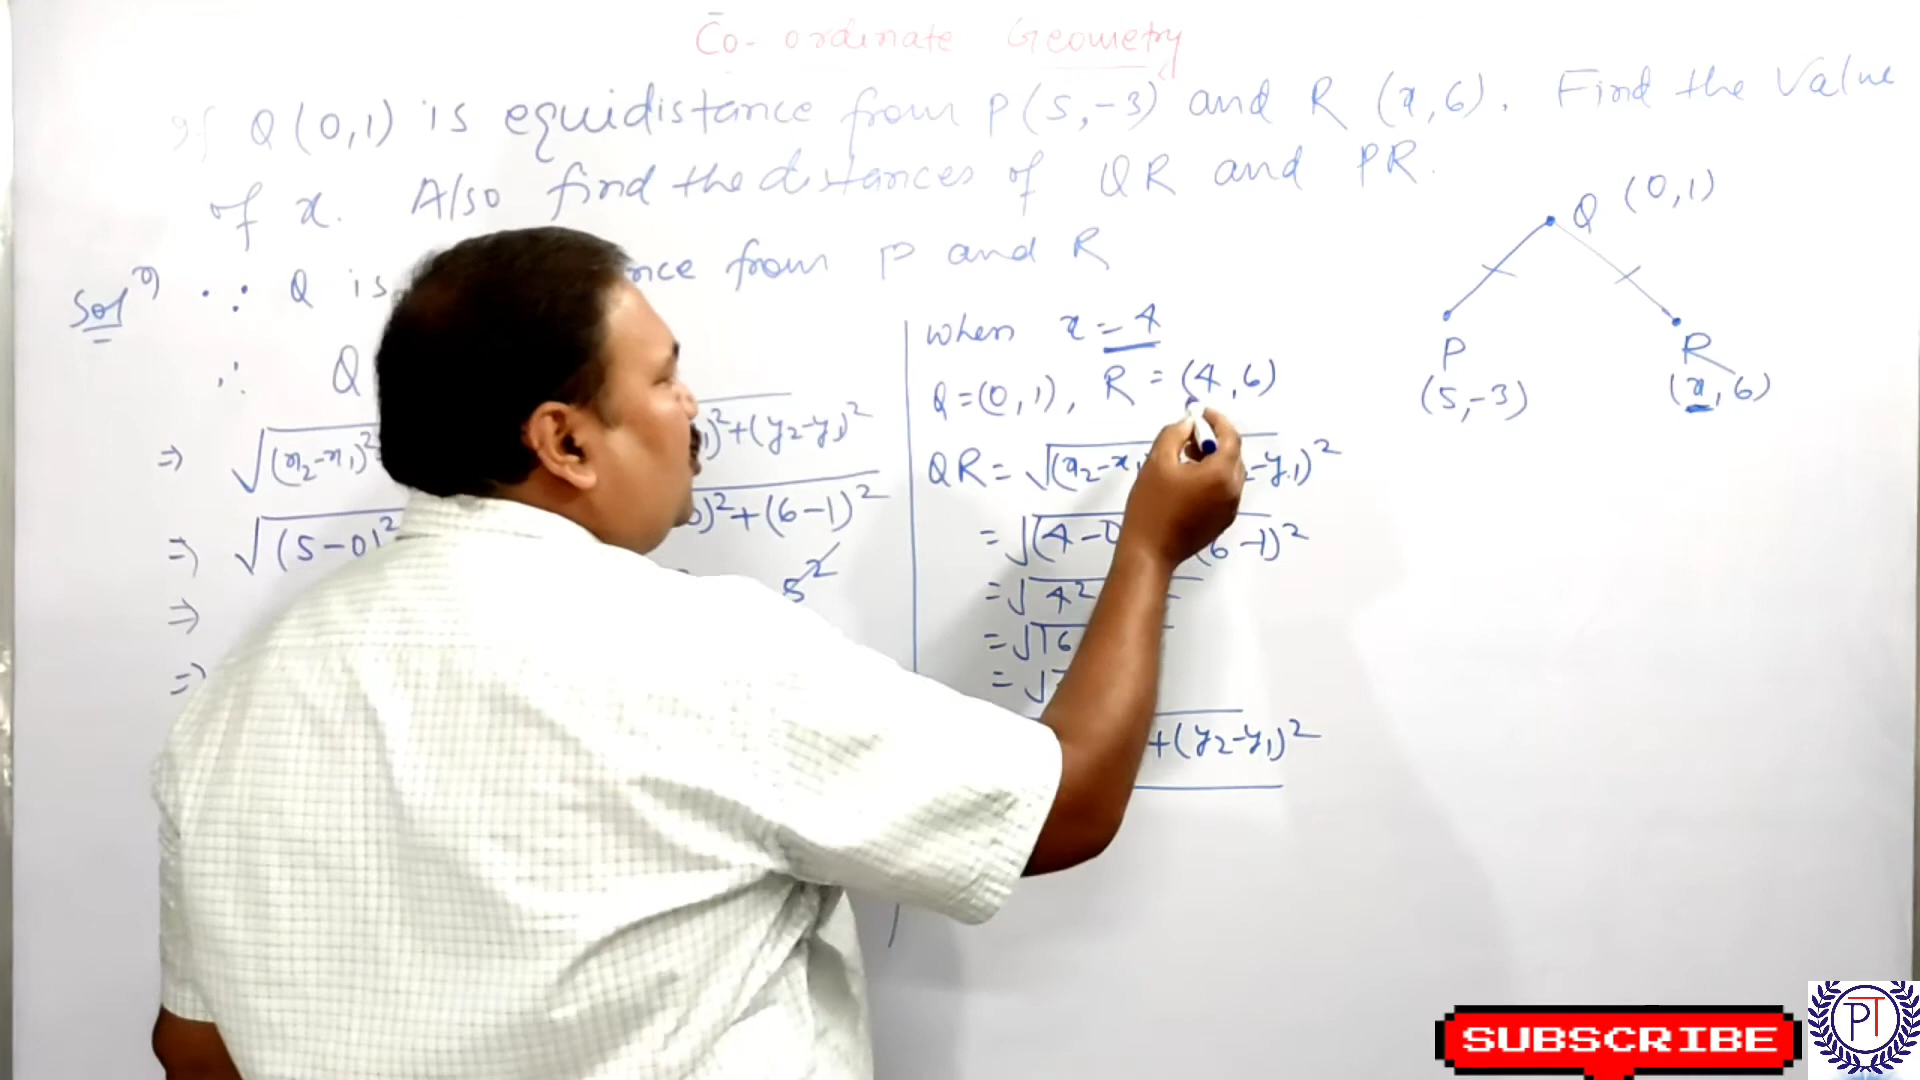 Co-ordinate Geometry
If Q(0,1) is equidistance from P(5,-3) and R (x,6). Find the Value
of x. Also find the distances of QR and PR.
Solⁿ) ∵ Q is from P and R
∴ Q
⇒ √(x₂-x₁)² )²+(y₂-y₁)²
⇒ √(5-0)² )²+(6-1)²
⇒ 5²
⇒
when x = 4
Q=(0,1), R = (4,6)
QR = √(x₂-x₁ -y₁)²
= √(4-0 (6-1)²
= √4²
= √16
= √
+(y₂-y₁)²
Q (0,1)
P
(5,-3)
R
(x,6)
SUBSCRIBE
PT